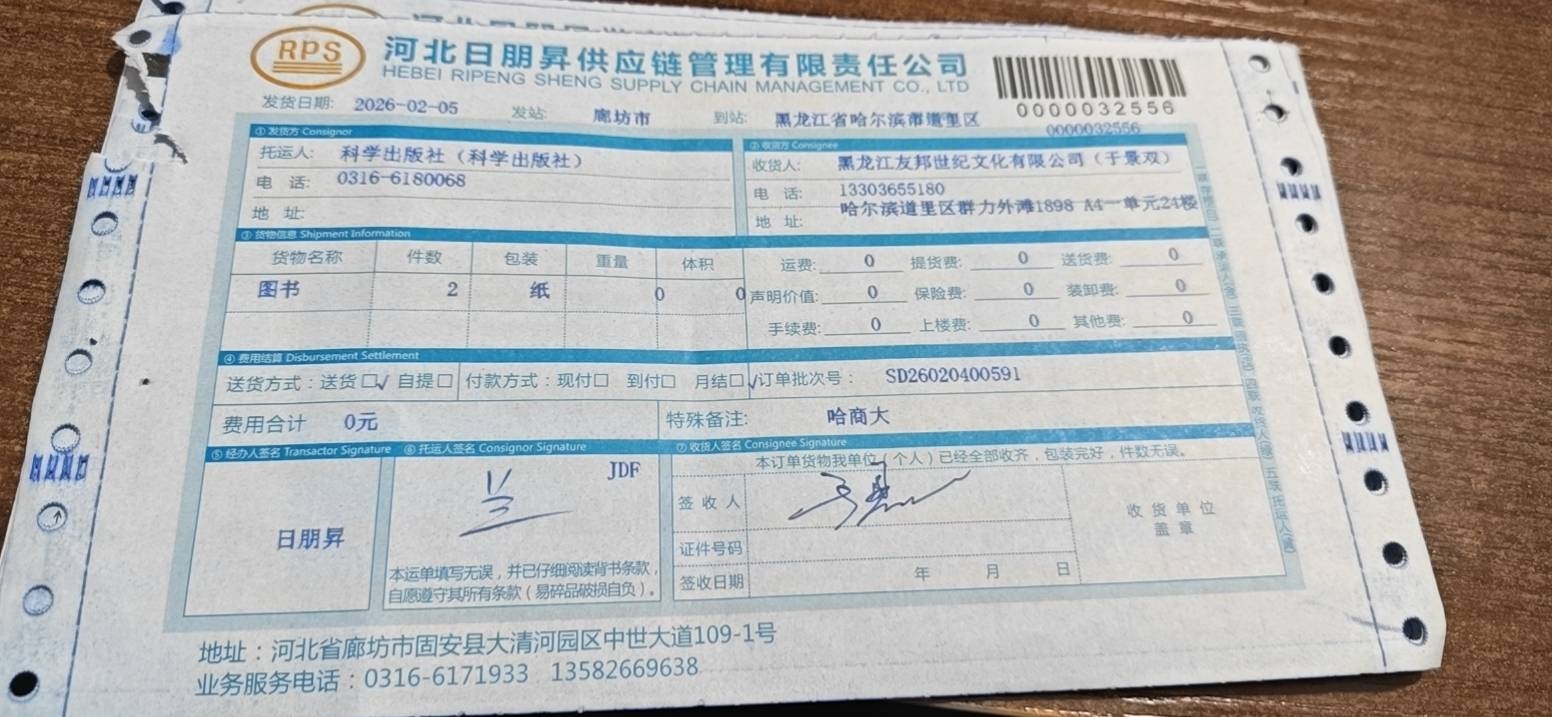 RPS 河北日朋昇供应链管理有限责任公司
HEBEI RIPENG SHENG SUPPLY CHAIN MANAGEMENT CO., LTD
0000032556
发货日期: 2026-02-05 发站: 廊坊市 到站: 黑龙江省哈尔滨市道里区 0000032556
①发货方 Consignor ②收货方 Consignee
托运人: 科学出版社（科学出版社） 收货人: 黑龙江友邦世纪文化有限公司（于景双）
电 话: 0316-6180068 电 话: 13303655180
地 址: 地 址: 哈尔滨道里区群力外滩1898 A4一单元24楼
③货物信息 Shipment Information
货物名称 件数 包装 重量 体积 运费: 0 提货费: 0 送货费: 0
图书 2 纸 0 0 声明价值: 0 保险费: 0 装卸费: 0
手续费: 0 上楼费: 0 其他费: 0
④费用结算 Disbursement Settlement
送货方式：送货☐✓ 自提☐ 付款方式：现付☐ 到付☐ 月结☐✓ 订单批次号： SD26020400591
费用合计 0元 特殊备注: 哈商大
⑤经办人签名 Transactor Signature ⑥托运人签名 Consignor Signature ⑦收货人签名 Consignee Signature
JDF 本订单货物我单位（个人）已经全部收齐，包装完好，件数无误。
签 收 人 收 货 单 位
盖 章
日朋昇 证件号码
本运单填写无误，并已仔细阅读背书条款，
自愿遵守其所有条款（易碎品破损自负）。
签收日期 年 月 日
地址：河北省廊坊市固安县大清河园区中世大道109-1号
业务服务电话：0316-6171933 13582669638